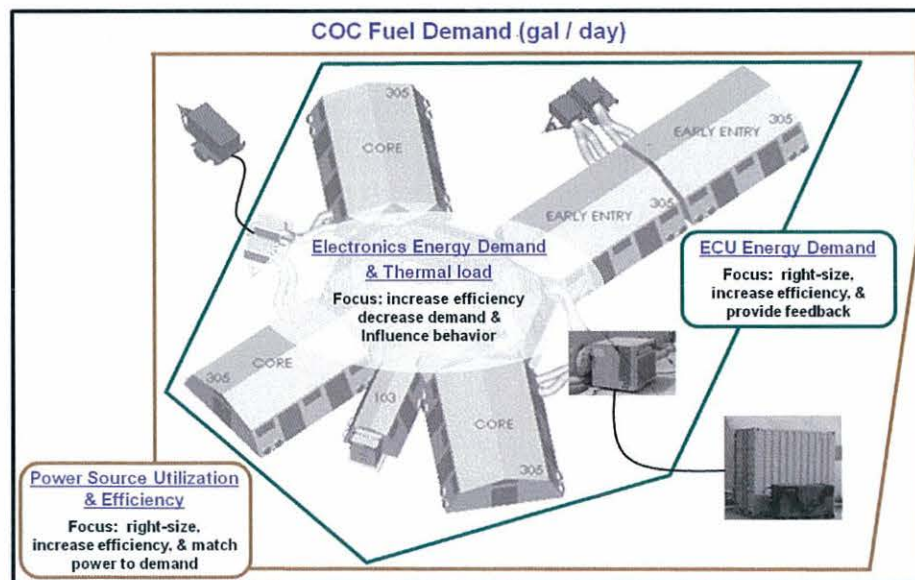 COC Fuel Demand (gal / day)
305
CORE
EARLY ENTRY
305
EARLY ENTRY
305
Electronics Energy Demand
& Thermal load
Focus: increase efficiency
decrease demand &
Influence behavior
ECU Energy Demand
Focus: right-size,
increase efficiency, &
provide feedback
305
CORE
103
CORE
305
Power Source Utilization
& Efficiency
Focus: right-size,
increase efficiency, & match
power to demand